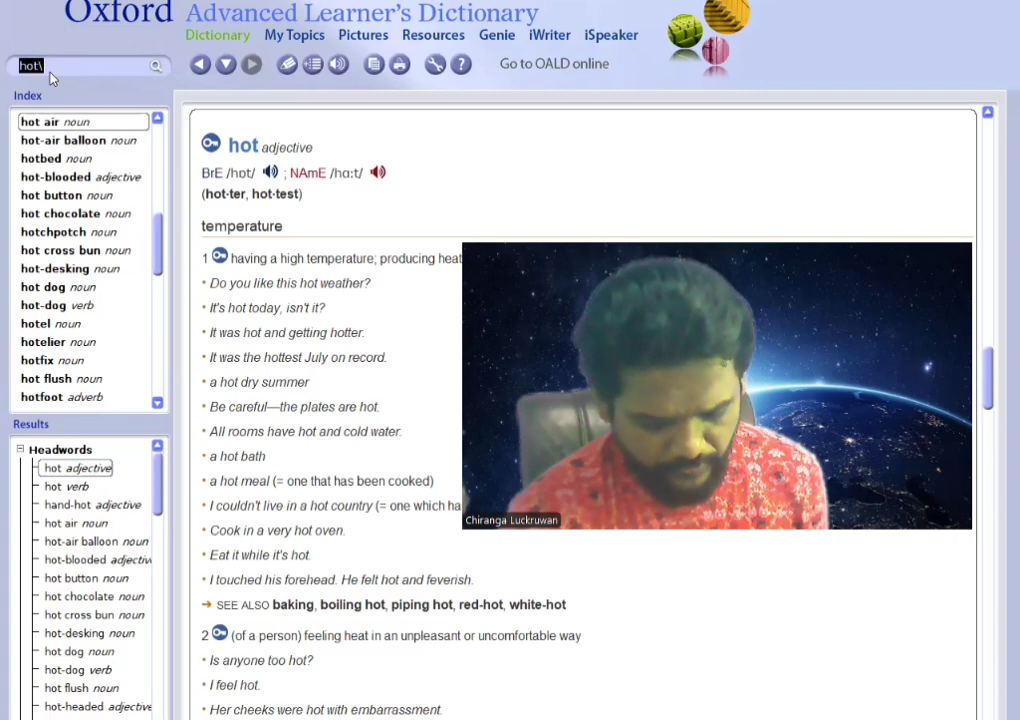 Oxford Advanced Learner's Dictionary
Dictionary My Topics Pictures Resources Genie iWriter iSpeaker
hot\
Go to OALD online
Index
hot air noun
hot-air balloon noun
hotbed noun
hot-blooded adjective
hot button noun
hot chocolate noun
hotchpotch noun
hot cross bun noun
hot-desking noun
hot dog noun
hot-dog verb
hotel noun
hotelier noun
hotfix noun
hot flush noun
hotfoot adverb
Results
Headwords
hot adjective
hot verb
hand-hot adjective
hot air noun
hot-air balloon noun
hot-blooded adjectiv
hot button noun
hot chocolate noun
hot cross bun noun
hot-desking noun
hot dog noun
hot-dog verb
hot flush noun
hot-headed adjective
hot adjective
BrE /hɒt/ ; NAmE /hɑːt/
(hot·ter, hot·test)
temperature
1 having a high temperature; producing heat
• Do you like this hot weather?
• It's hot today, isn't it?
• It was hot and getting hotter.
• It was the hottest July on record.
• a hot dry summer
• Be careful—the plates are hot.
• All rooms have hot and cold water.
• a hot bath
• a hot meal (= one that has been cooked)
• I couldn't live in a hot country (= one which ha
• Cook in a very hot oven.
• Eat it while it's hot.
• I touched his forehead. He felt hot and feverish.
➔ SEE ALSO baking, boiling hot, piping hot, red-hot, white-hot
2 (of a person) feeling heat in an unpleasant or uncomfortable way
• Is anyone too hot?
• I feel hot.
• Her cheeks were hot with embarrassment.
Chiranga Luckruwan